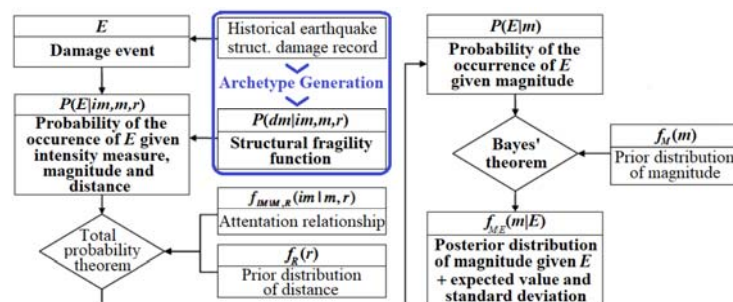 E
Damage event
Historical earthquake
struct. damage record
Archetype Generation
P(dm|im,m,r)
Structural fragility
function
P(E|im,m,r)
Probability of the
occurence of E given
intensity measure,
magnitude and
distance
f_{IM|M,R}(im | m, r)
Attentation relationship
Total
probability
theorem
f_R(r)
Prior distribution
of distance
P(E|m)
Probability of the
occurrence of E
given magnitude
Bayes'
theorem
f_M(m)
Prior distribution
of magnitude
f_{M|E}(m|E)
Posterior distribution
of magnitude given E
+ expected value and
standard deviation